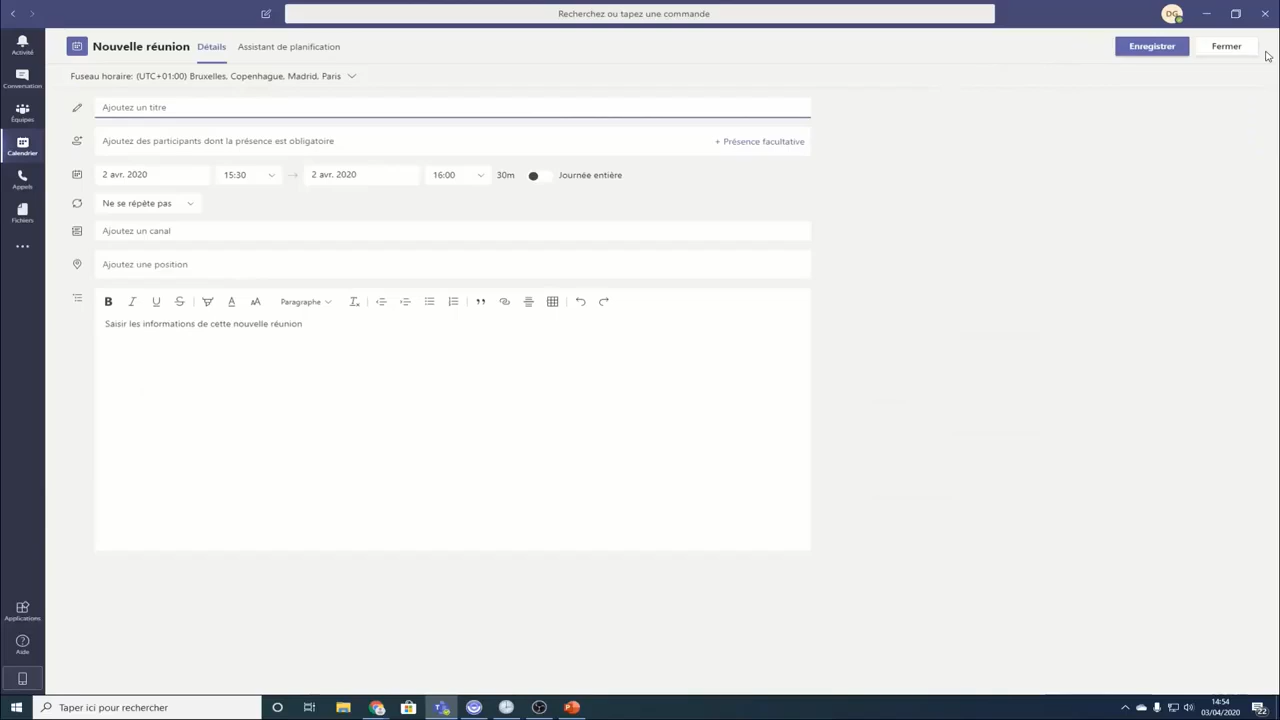 Recherchez ou tapez une commande
DG
Activité
Conversation
Équipes
Calendrier
Appels
Fichiers
Applications
Aide
Nouvelle réunion
Détails
Assistant de planification
Enregistrer
Fermer
Fuseau horaire: (UTC+01:00) Bruxelles, Copenhague, Madrid, Paris
Ajoutez un titre
Ajoutez des participants dont la présence est obligatoire
+ Présence facultative
2 avr. 2020
15:30
2 avr. 2020
16:00
30m
Journée entière
Ne se répète pas
Ajoutez un canal
Ajoutez une position
Paragraphe
Saisir les informations de cette nouvelle réunion
Taper ici pour rechercher
14:54
03/04/2020
22